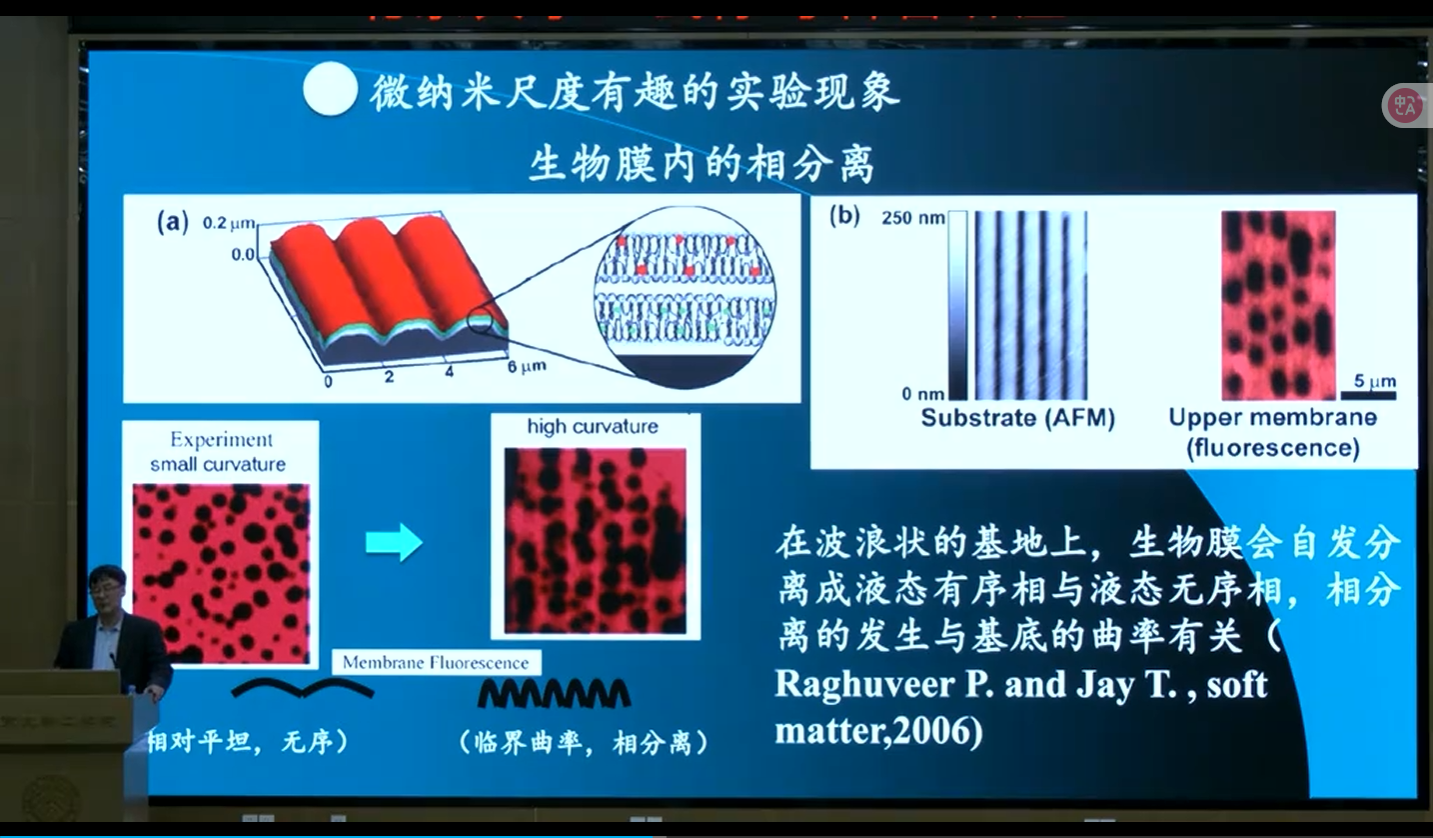 微纳米尺度有趣的实验现象
生物膜内的相分离
(a)
0.2 μm
0.0
0
2
4
6 μm
(b)
250 nm
0 nm
Substrate (AFM)
Upper membrane
(fluorescence)
5 μm
Experiment
small curvature
high curvature
Membrane Fluorescence
相对平坦，无序）
（临界曲率，相分离）
在波浪状的基地上，生物膜会自发分
离成液态有序相与液态无序相，相分
离的发生与基底的曲率有关（
Raghuveer P. and Jay T. , soft
matter,2006)
中
A